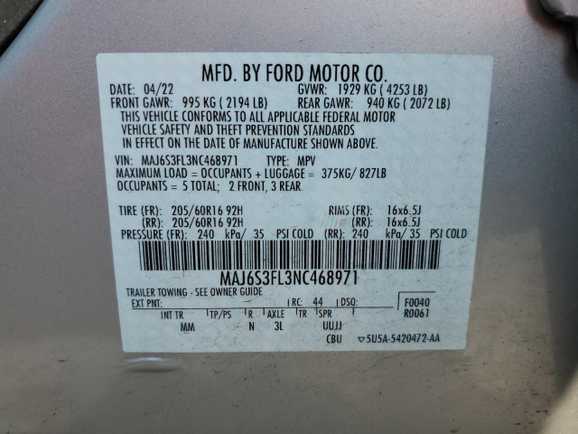 MFD. BY FORD MOTOR CO.
DATE: 04/22 GVWR: 1929 KG ( 4253 LB)
FRONT GAWR: 995 KG ( 2194 LB) REAR GAWR: 940 KG ( 2072 LB)
THIS VEHICLE CONFORMS TO ALL APPLICABLE FEDERAL MOTOR
VEHICLE SAFETY AND THEFT PREVENTION STANDARDS
IN EFFECT ON THE DATE OF MANUFACTURE SHOWN ABOVE.
VIN: MAJ6S3FL3NC468971 TYPE: MPV
MAXIMUM LOAD = OCCUPANTS + LUGGAGE = 375KG/ 827LB
OCCUPANTS = 5 TOTAL; 2 FRONT, 3 REAR
TIRE (FR): 205/60R16 92H RIMS (FR): 16x6.5J
(RR): 205/60R16 92H (RR): 16x6.5J
PRESSURE (FR): 240 kPa/ 35 PSI COLD (RR): 240 kPa/ 35 PSI COLD
MAJ6S3FL3NC468971
TRAILER TOWING - SEE OWNER GUIDE
EXT PNT: RC: 44 DSO: F0040
INT TR TP/PS R AXLE TR SPR R0061
MM N 3L UUJJ
CBU ▽5U5A-5420472-AA